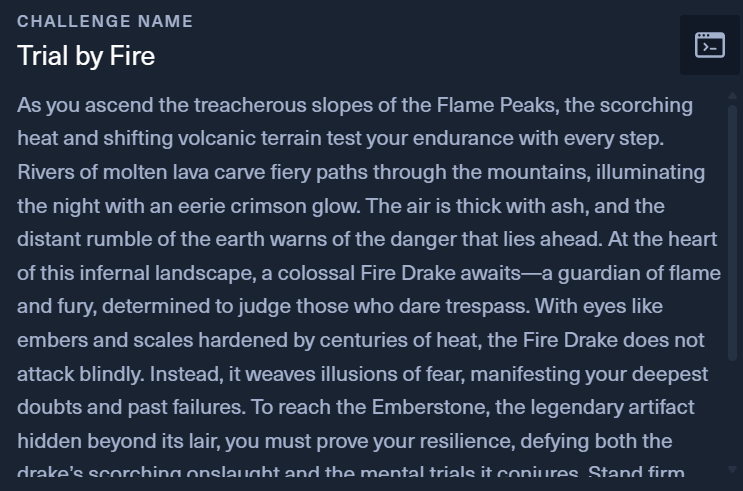 CHALLENGE NAME
Trial by Fire
As you ascend the treacherous slopes of the Flame Peaks, the scorching
heat and shifting volcanic terrain test your endurance with every step.
Rivers of molten lava carve fiery paths through the mountains, illuminating
the night with an eerie crimson glow. The air is thick with ash, and the
distant rumble of the earth warns of the danger that lies ahead. At the heart
of this infernal landscape, a colossal Fire Drake awaits—a guardian of flame
and fury, determined to judge those who dare trespass. With eyes like
embers and scales hardened by centuries of heat, the Fire Drake does not
attack blindly. Instead, it weaves illusions of fear, manifesting your deepest
doubts and past failures. To reach the Emberstone, the legendary artifact
hidden beyond its lair, you must prove your resilience, defying both the
drake's scorching onslaught and the mental trials it conjures. Stand firm